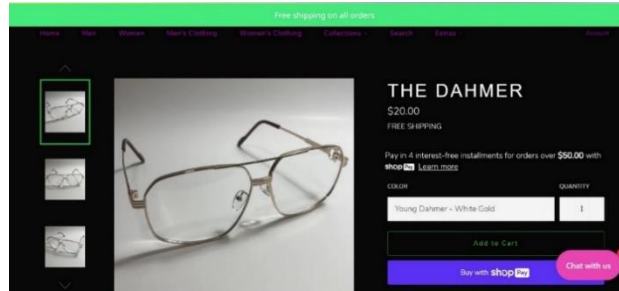 Free shipping on all orders
Home Men Women Men's Clothing Women's Clothing Collections Search Extras Account
THE DAHMER
$20.00
FREE SHIPPING
Pay in 4 interest-free installments for orders over $50.00 with
shop Pay Learn more
COLOR QUANTITY
Young Dahmer - White Gold 1
Add to Cart
Buy with shop Pay
Chat with us